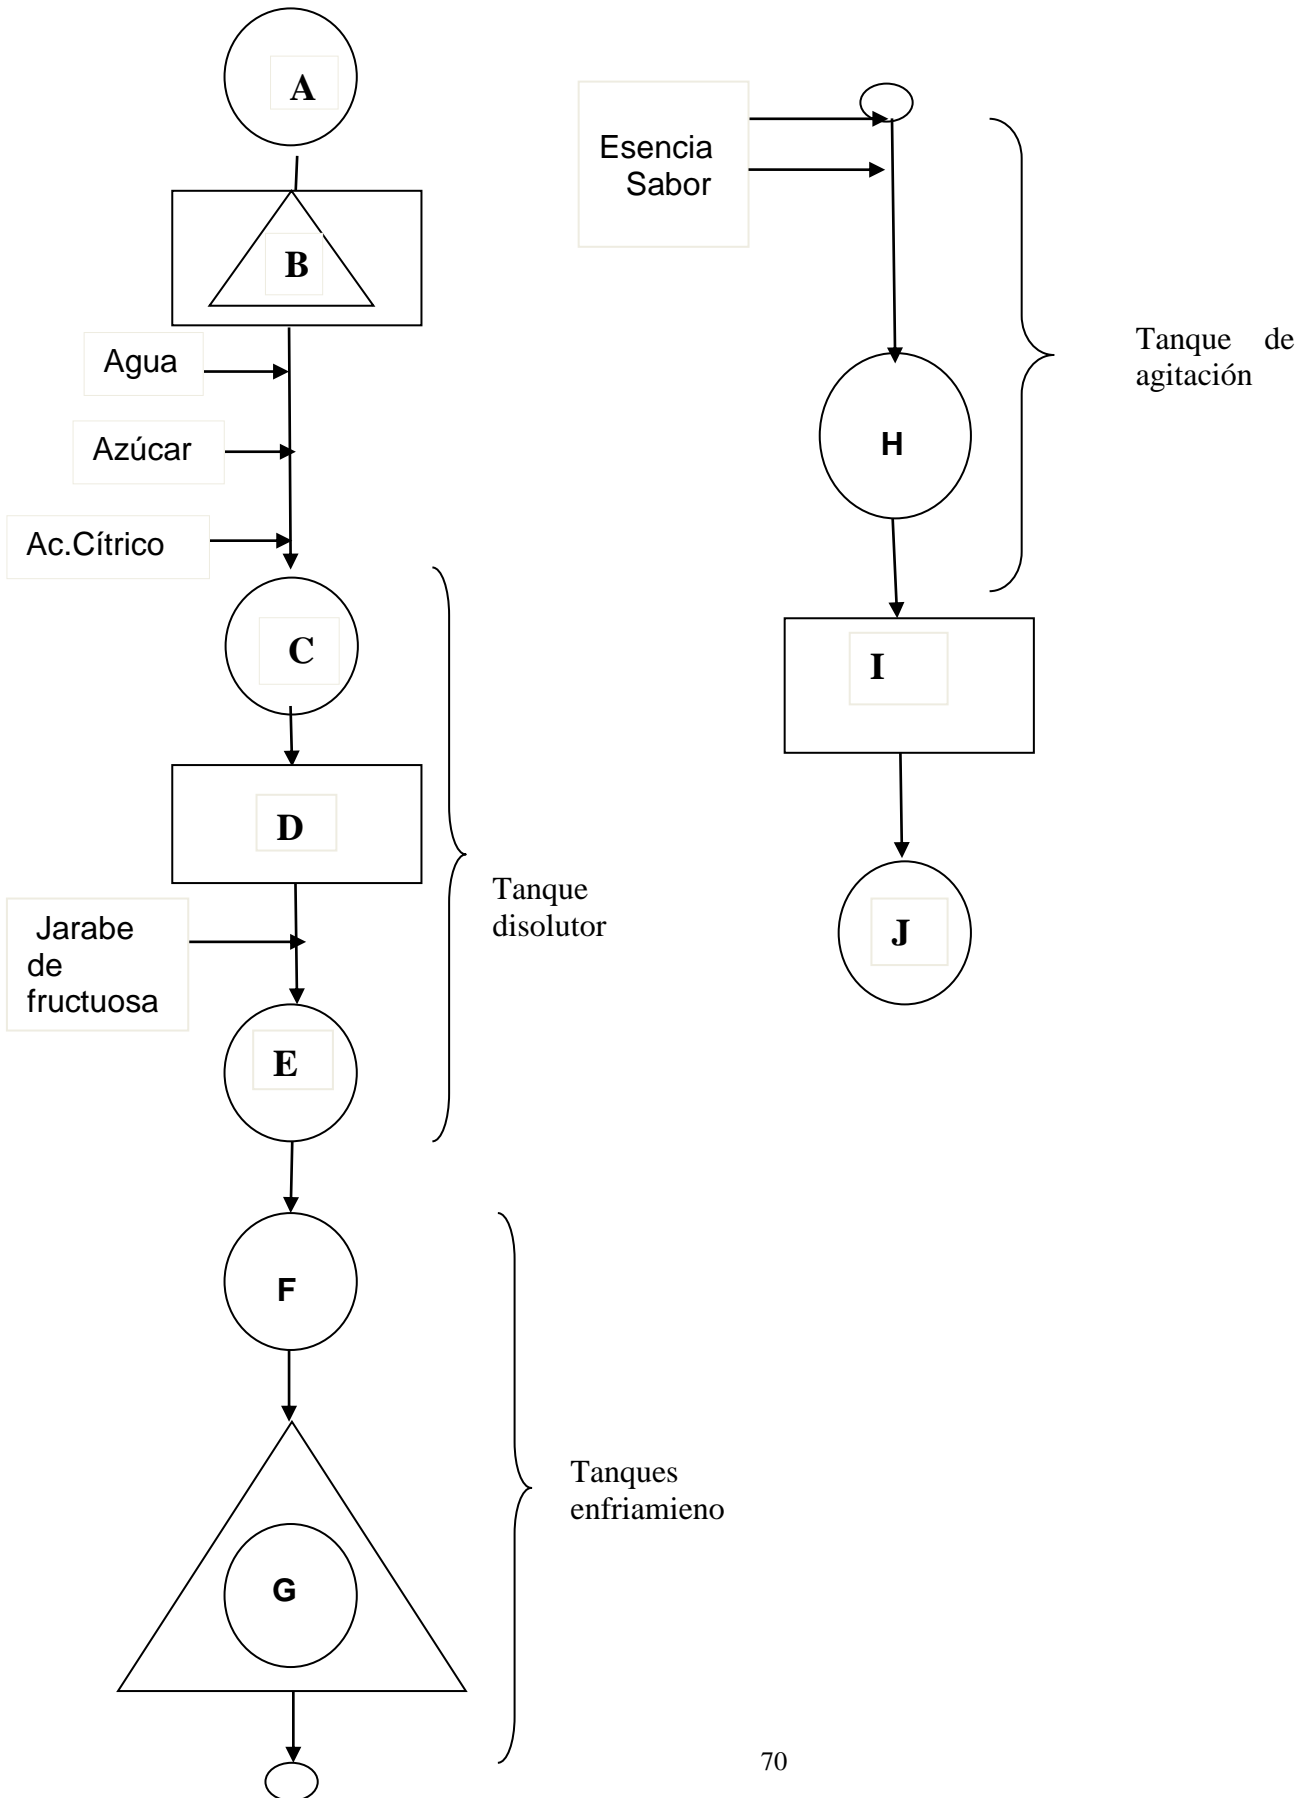 A
B
Agua
Azúcar
Ac.Cítrico
C
D
Jarabe
de
fructuosa
E
Tanque
disolutor
F
G
Tanques
enfriamieno
Esencia
Sabor
H
Tanque de
agitación
I
J
70